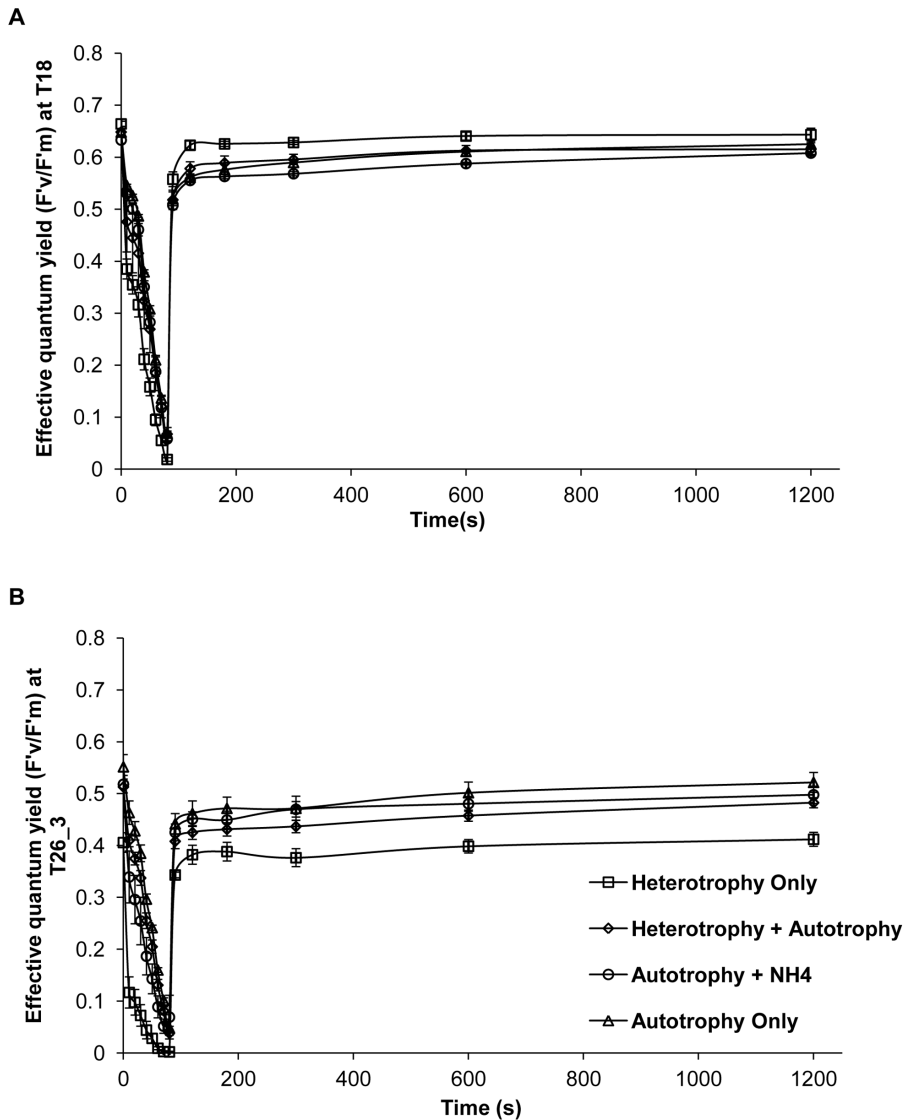 A
Effective quantum yield (F'v/F'm) at T18
0.8
0.7
0.6
0.5
0.4
0.3
0.2
0.1
0
0 200 400 600 800 1000 1200
Time(s)
B
Effective quantum yield (F'v/F'm) at
T26_3
0.8
0.7
0.6
0.5
0.4
0.3
0.2
0.1
0
Heterotrophy Only
Heterotrophy + Autotrophy
Autotrophy + NH4
Autotrophy Only
0 200 400 600 800 1000 1200
Time (s)